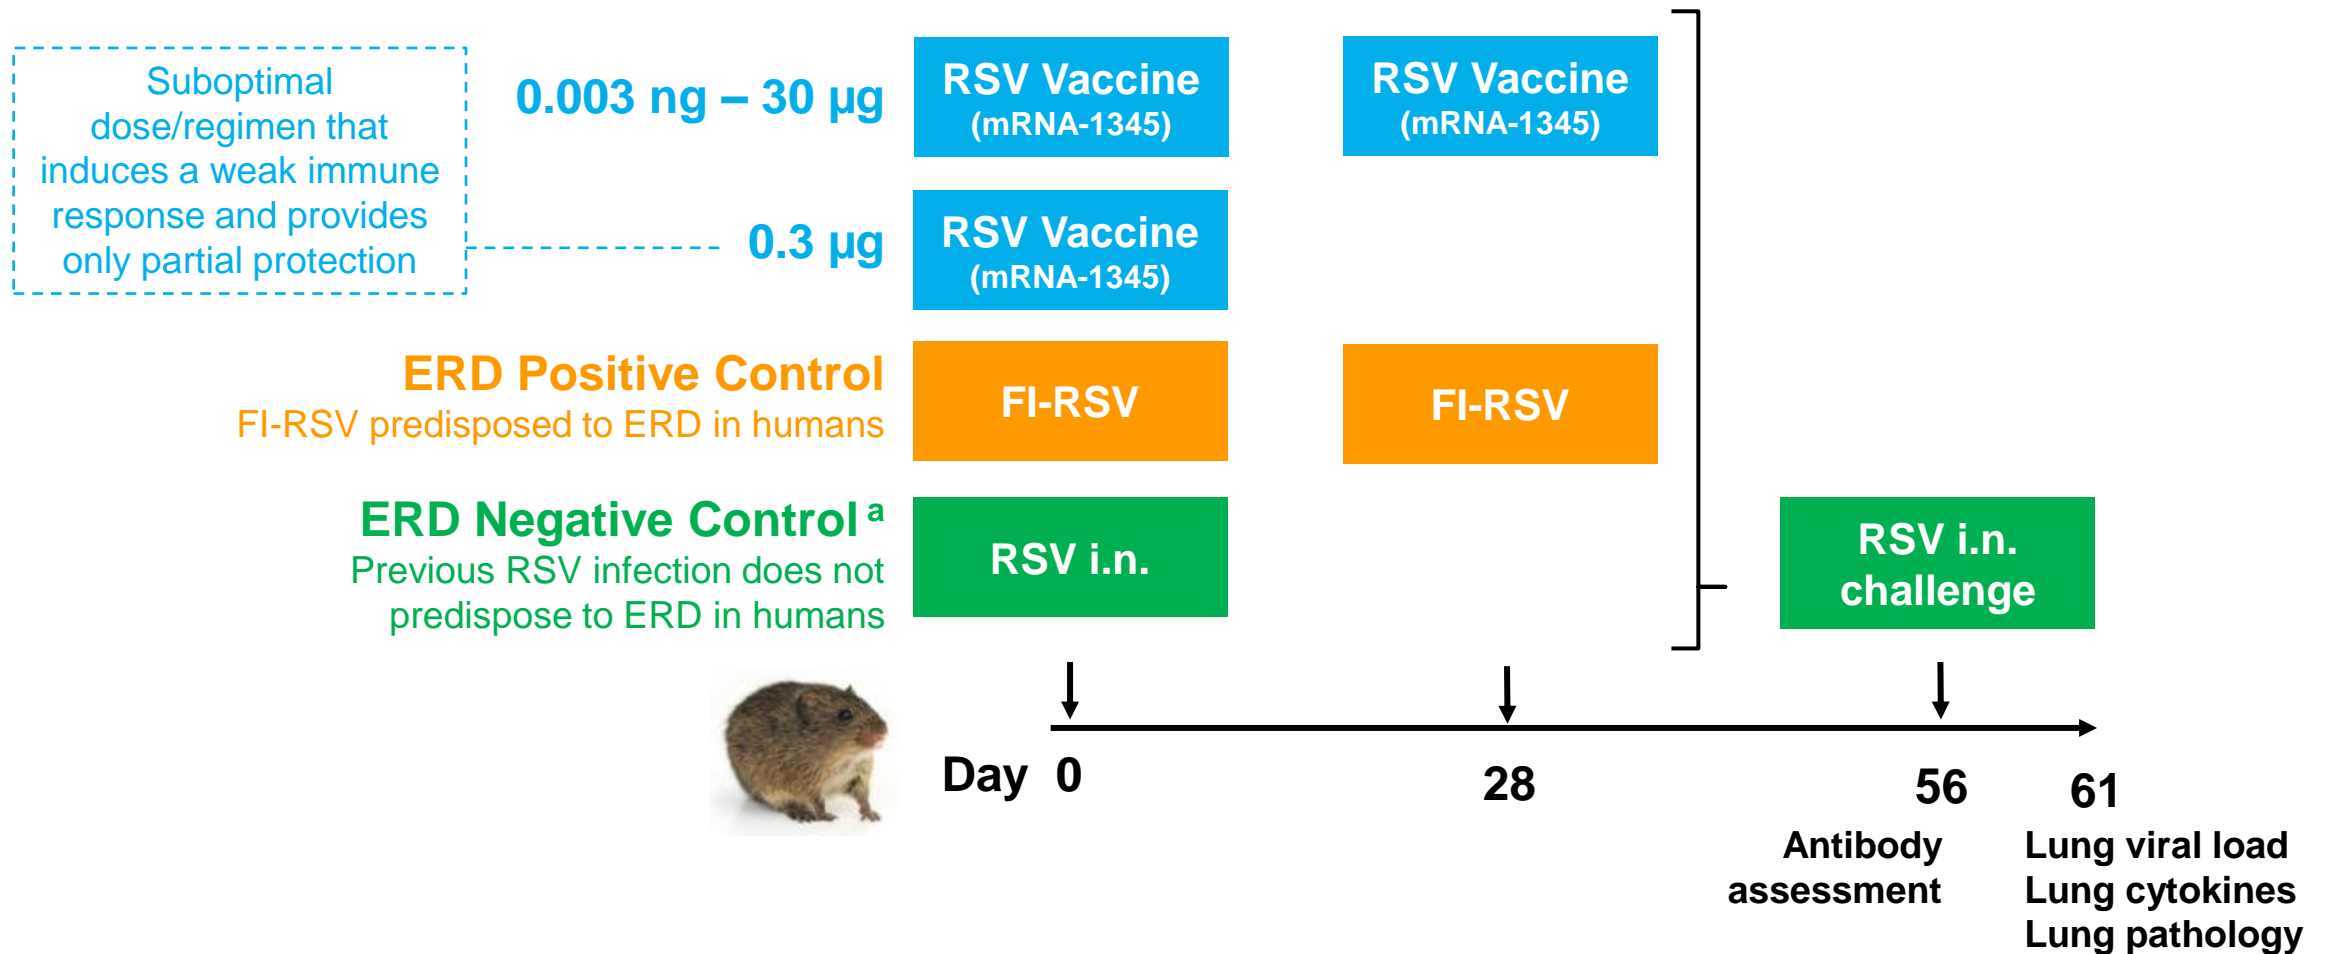 Suboptimal
dose/regimen that
induces a weak immune
response and provides
only partial protection
0.003 ng – 30 µg
RSV Vaccine
(mRNA-1345)
RSV Vaccine
(mRNA-1345)
0.3 µg
RSV Vaccine
(mRNA-1345)
ERD Positive Control
FI-RSV predisposed to ERD in humans
FI-RSV
FI-RSV
ERD Negative Control a
Previous RSV infection does not
predispose to ERD in humans
RSV i.n.
RSV i.n.
challenge
Day 0
28
56
61
Antibody
assessment
Lung viral load
Lung cytokines
Lung pathology